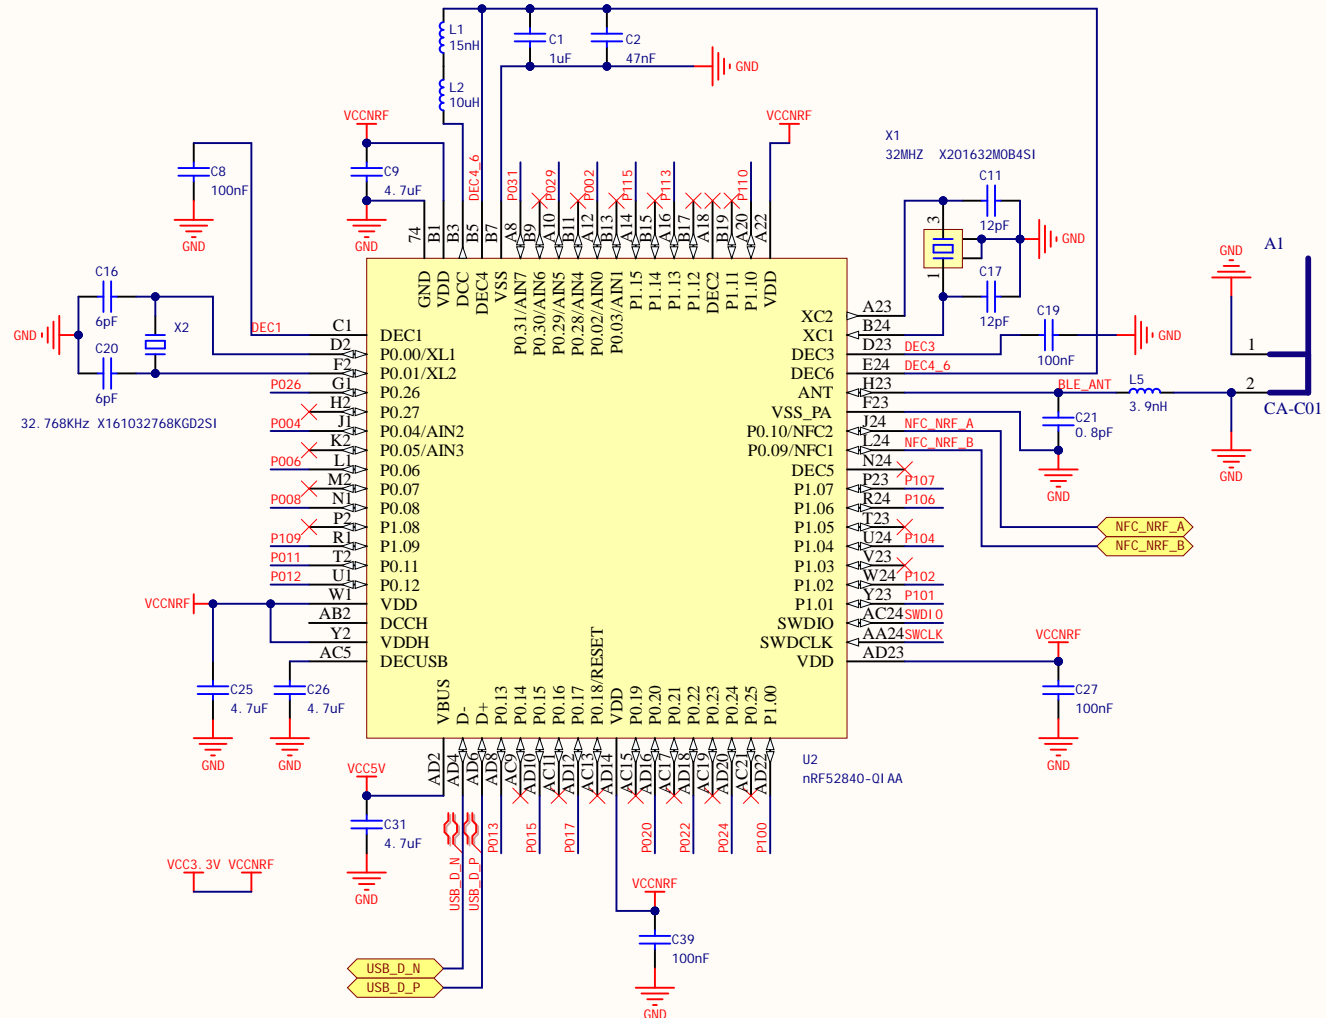 L1
15nH
L2
10uH
C1
1uF
C2
47nF
GND
VCCNRF
VCCNRF
C8
100nF
GND
C9
4.7uF
GND
DEC4_6
P031
P029
P002
P115
P113
P110
X1
32MHZ X201632MOB4SI
C11
12pF
3
1
C17
12pF
GND
74
B1
B3
B5
B7
A8
B9
A10
B11
A12
B13
A14
B15
A16
B17
A18
B19
A20
A22
GND
VDD
DCC
DEC4
VSS
P0.31/AIN7
P0.30/AIN6
P0.29/AIN5
P0.28/AIN4
P0.02/AIN0
P0.03/AIN1
P1.15
P1.14
P1.13
P1.12
DEC2
P1.11
P1.10
VDD
C16
6pF
GND
X2
C20
6pF
32.768KHz X161032768KGD2SI
DEC1 C1 DEC1
D2 P0.00/XL1
F2 P0.01/XL2
P026 G1 P0.26
H2 P0.27
P004 J1 P0.04/AIN2
K2 P0.05/AIN3
P006 L1 P0.06
M2 P0.07
P008 N1 P0.08
P2 P1.08
P109 R1 P1.09
P011 T2 P0.11
P012 U1 P0.12
VCCNRF W1 VDD
AB2 DCCH
Y2 VDDH
AC5 DECUSB
XC2 A23
XC1 B24
DEC3 D23 DEC3
DEC6 E24 DEC4_6
ANT H23 BLE_ANT
VSS_PA F23
P0.10/NFC2 J24 NFC_NRF_A
P0.09/NFC1 L24 NFC_NRF_B
DEC5 N24
P1.07 P23 P107
P1.06 R24 P106
P1.05 T23
P1.04 U24 P104
P1.03 V23
P1.02 W24 P102
P1.01 Y23 P101
SWDIO AC24 SWDIO
SWDCLK AA24 SWCLK
VDD AD23
C19
100nF
GND
L5
3.9nH
C21
0.8pF
GND
GND
A1
1
2
CA-C01
GND
NFC_NRF_A
NFC_NRF_B
VCCNRF
C27
100nF
GND
C25
4.7uF
GND
C26
4.7uF
GND
VBUS
D-
D+
P0.13
P0.14
P0.15
P0.16
P0.17
P0.18/RESET
VDD
P0.19
P0.20
P0.21
P0.22
P0.23
P0.24
P0.25
P1.00
AD2
AD4
AD6
AD8
AC9
AD10
AC11
AD12
AC13
AD14
AC15
AD16
AC17
AD18
AC19
AD20
AC21
AD22
U2
nRF52840-QIAA
VCC5V
C31
4.7uF
GND
USB_D_N
USB_D_P
P013
P015
P017
P020
P022
P024
P100
VCC3.3V VCCNRF
VCCNRF
C39
100nF
GND
USB_D_N
USB_D_P